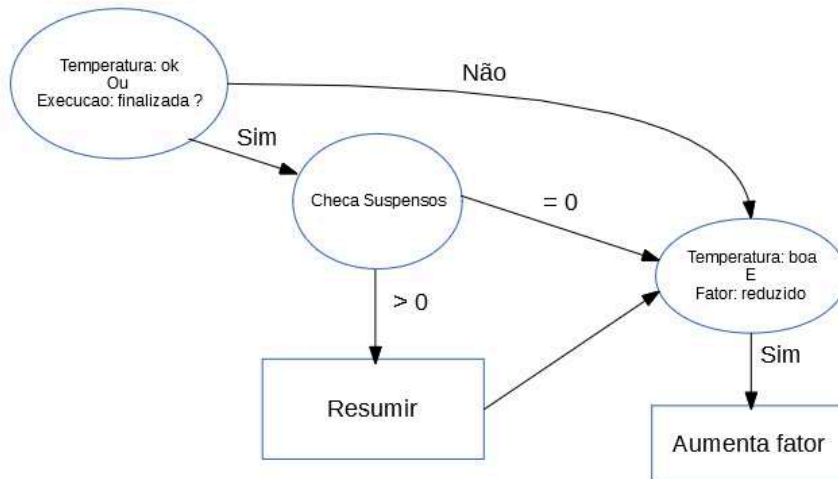 Temperatura: ok
Ou
Execucao: finalizada ?
Não
Sim
Checa Suspensos
= 0
Temperatura: boa
E
Fator: reduzido
> 0
Sim
Resumir
Aumenta fator